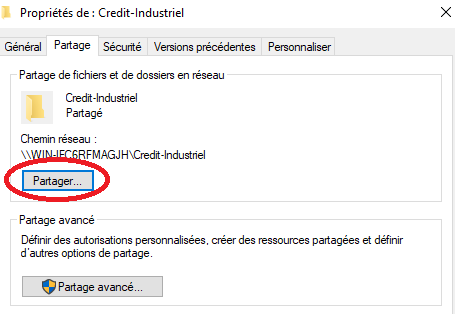 Propriétés de : Credit-Industriel
Général Partage Sécurité Versions précédentes Personnaliser
Partage de fichiers et de dossiers en réseau
Credit-Industriel
Partagé
Chemin réseau :
\\WIN-IFC6RFMAGJH\Credit-Industriel
Partager...
Partage avancé
Définir des autorisations personnalisées, créer des ressources partagées et définir
d'autres options de partage.
Partage avancé...